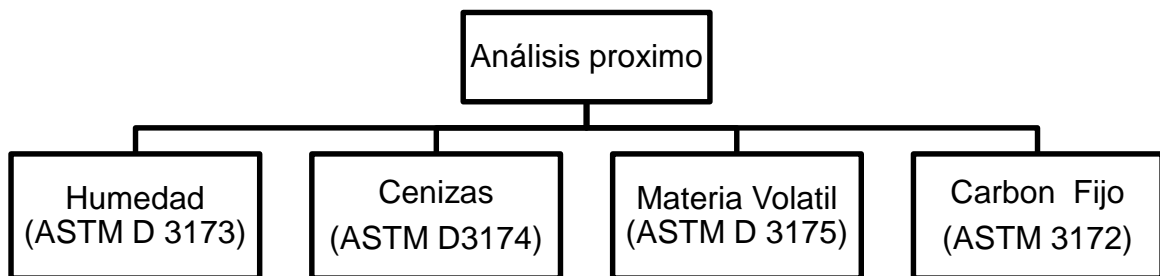 Análisis proximo
Humedad
(ASTM D 3173)
Cenizas
(ASTM D3174)
Materia Volatil
(ASTM D 3175)
Carbon Fijo
(ASTM 3172)